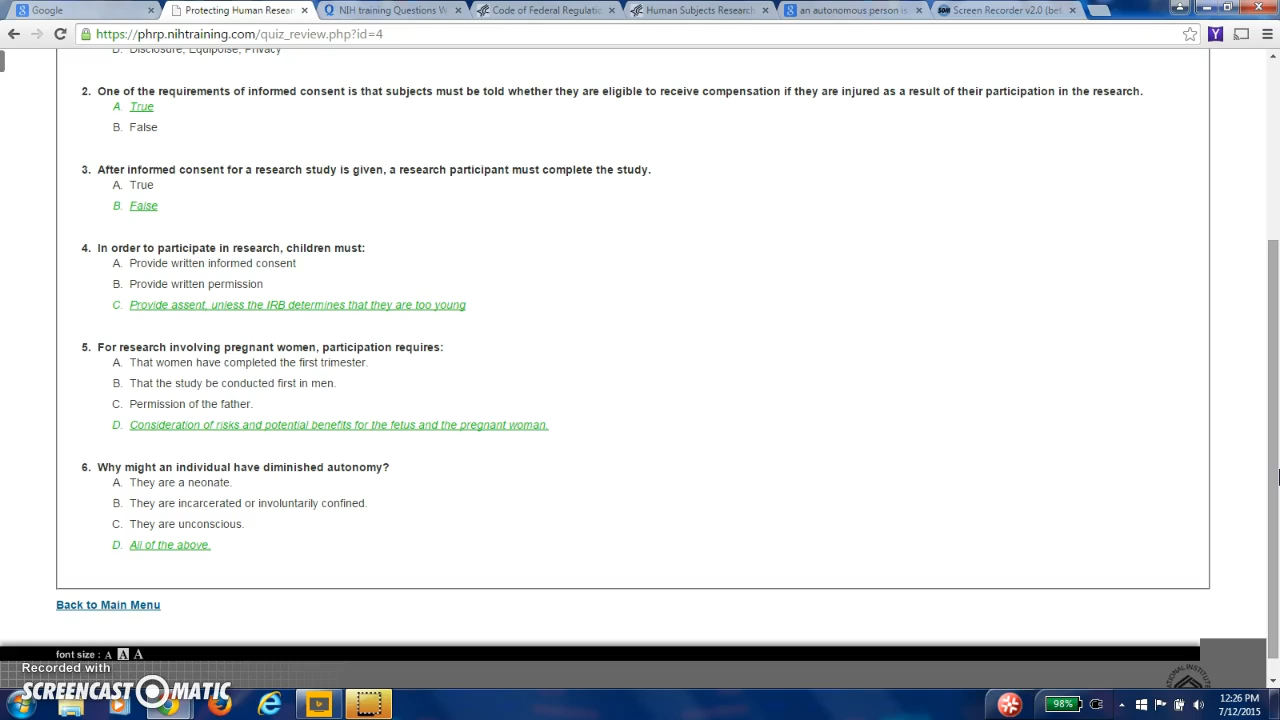 Google
Protecting Human Resear
NIH training Questions W
Code of Federal Regulatio
Human Subjects Research
an autonomous person is
Screen Recorder v2.0 (bet
https://phrp.nihtraining.com/quiz_review.php?id=4
D. Disclosure, Equipoise, Privacy
2. One of the requirements of informed consent is that subjects must be told whether they are eligible to receive compensation if they are injured as a result of their participation in the research.
A. True
B. False
3. After informed consent for a research study is given, a research participant must complete the study.
A. True
B. False
4. In order to participate in research, children must:
A. Provide written informed consent
B. Provide written permission
C. Provide assent, unless the IRB determines that they are too young
5. For research involving pregnant women, participation requires:
A. That women have completed the first trimester.
B. That the study be conducted first in men.
C. Permission of the father.
D. Consideration of risks and potential benefits for the fetus and the pregnant woman.
6. Why might an individual have diminished autonomy?
A. They are a neonate.
B. They are incarcerated or involuntarily confined.
C. They are unconscious.
D. All of the above.
Back to Main Menu
font size : A A A
Recorded with
SCREENCAST-O-MATIC
98%
12:26 PM
7/12/2015